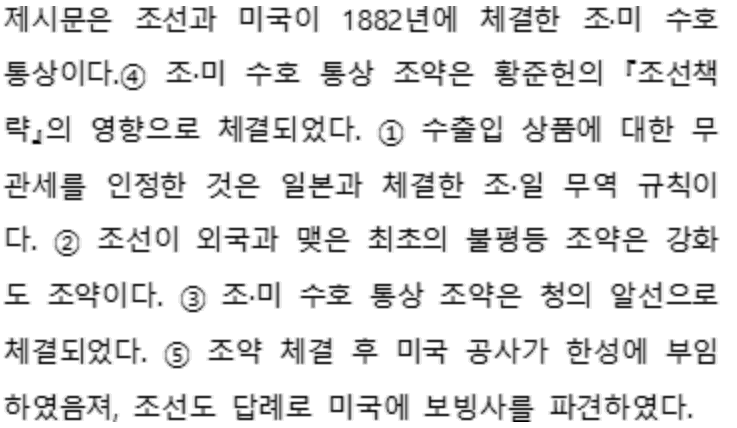 제시문은 조선과 미국이 1882년에 체결한 조·미 수호
통상이다.④ 조·미 수호 통상 조약은 황준헌의 『조선책
략』의 영향으로 체결되었다. ① 수출입 상품에 대한 무
관세를 인정한 것은 일본과 체결한 조·일 무역 규칙이
다. ② 조선이 외국과 맺은 최초의 불평등 조약은 강화
도 조약이다. ③ 조·미 수호 통상 조약은 청의 알선으로
체결되었다. ⑤ 조약 체결 후 미국 공사가 한성에 부임
하였음져, 조선도 답례로 미국에 보빙사를 파견하였다.